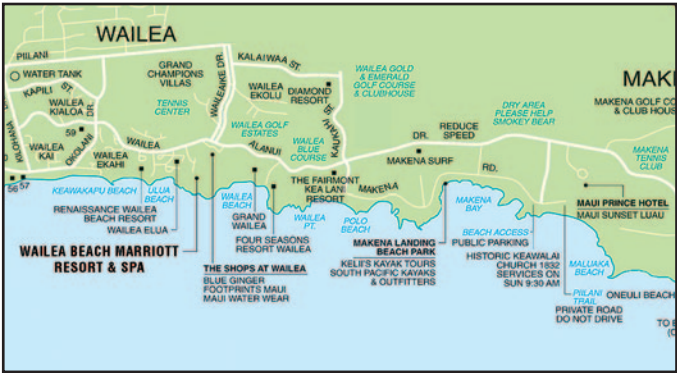 WAILEA
PIILANI
WATER TANK
KAPILI ST.
WAILEA
KIALOA
DR.
59
KILOHANA
OKOLANI
WAILEA
KAI
WAILEA
EKAHI
56 57
GRAND
CHAMPIONS
VILLAS
TENNIS
CENTER
WAILEA
ALANUI
DR.
WAILEAIKE DR.
KALAIWAA ST.
WAILEA
EKOLU
DIAMOND
RESORT
KAUKAHI ST.
WAILEA GOLF
ESTATES
WAILEA
BLUE
COURSE
WAILEA GOLD
& EMERALD
GOLF COURSE
& CLUBHOUSE
REDUCE
SPEED
MAKENA SURF
MAKENA
RD.
DRY AREA
PLEASE HELP
SMOKEY BEAR
MAKENA GOLF CO
& CLUB HOUS
MAKENA
TENNIS
CLUB
MAUI PRINCE HOTEL
MAUI SUNSET LUAU
KEAWAKAPU BEACH
ULUA
BEACH
RENAISSANCE WAILEA
BEACH RESORT
WAILEA ELUA
WAILEA BEACH MARRIOTT
RESORT & SPA
WAILEA
BEACH
GRAND
WAILEA
FOUR SEASONS
RESORT WAILEA
THE SHOPS AT WAILEA
BLUE GINGER
FOOTPRINTS MAUI
MAUI WATER WEAR
WAILEA
PT.
THE FAIRMONT
KEA LANI
RESORT
POLO
BEACH
MAKENA LANDING
BEACH PARK
KELII'S KAYAK TOURS
SOUTH PACIFIC KAYAKS
& OUTFITTERS
MAKENA
BAY
BEACH ACCESS
PUBLIC PARKING
HISTORIC KEAWALAI
CHURCH 1832
SERVICES ON
SUN 9:30 AM
MALUAKA
BEACH
PIILANI
TRAIL
PRIVATE ROAD
DO NOT DRIVE
ONEULI BEACH